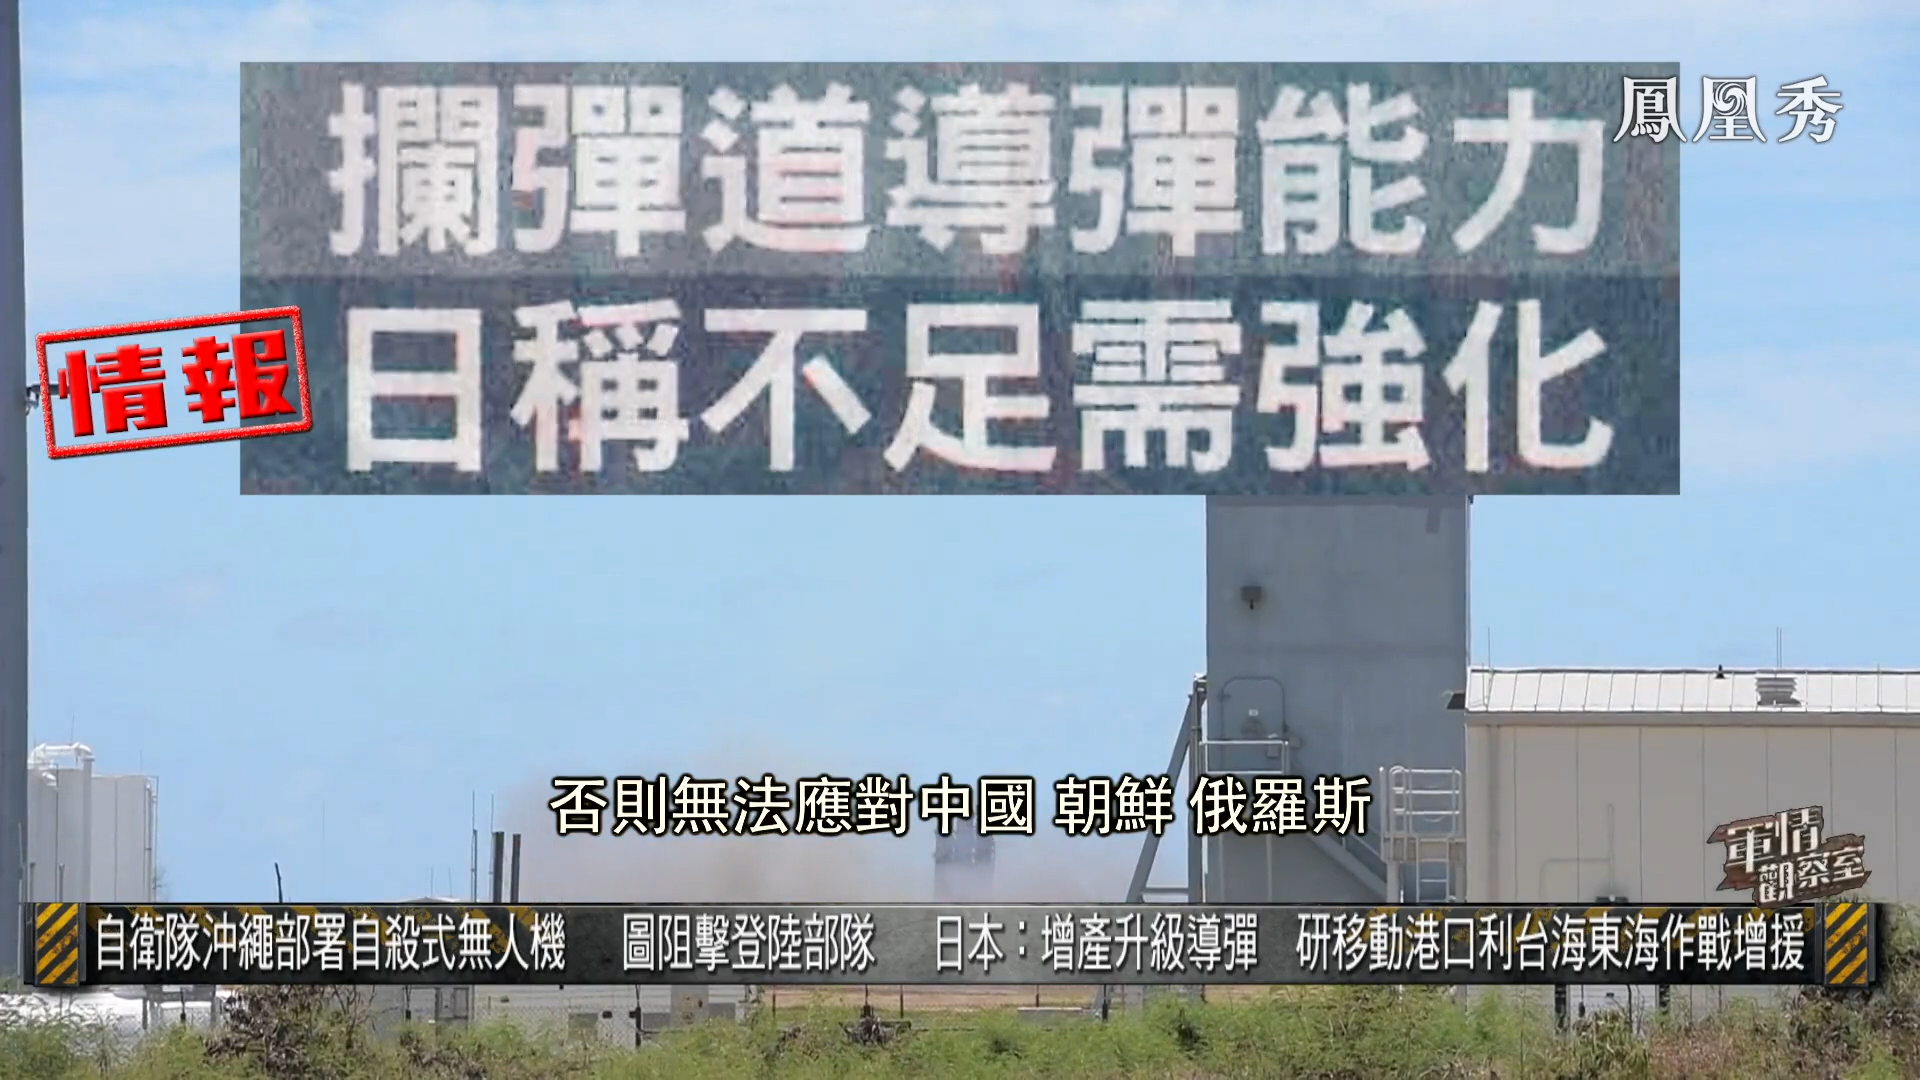 鳳凰秀
攔彈道導彈能力
日稱不足需強化
情報
否則無法應對中國 朝鮮 俄羅斯
軍情
觀察室
自衛隊沖繩部署自殺式無人機 圖阻擊登陸部隊 日本：增產升級導彈 研移動港口利台海東海作戰增援